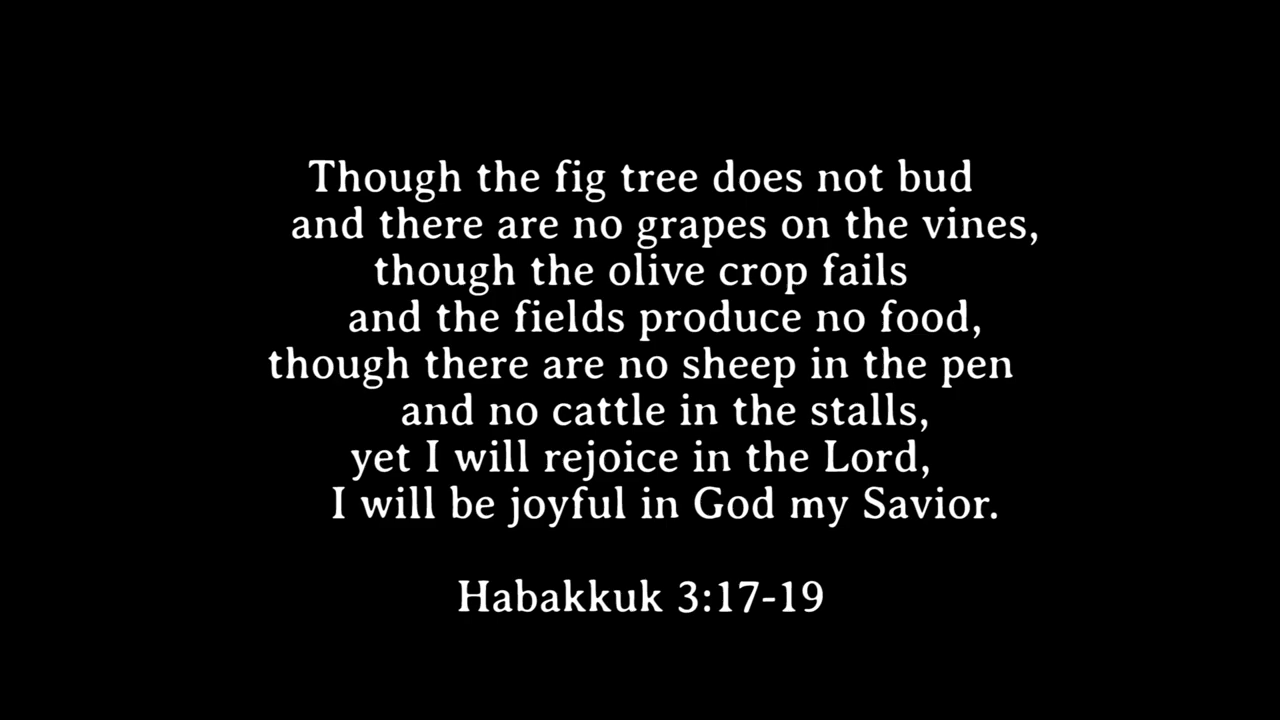 Though the fig tree does not bud
and there are no grapes on the vines,
though the olive crop fails
and the fields produce no food,
though there are no sheep in the pen
and no cattle in the stalls,
yet I will rejoice in the Lord,
I will be joyful in God my Savior.
Habakkuk 3:17-19